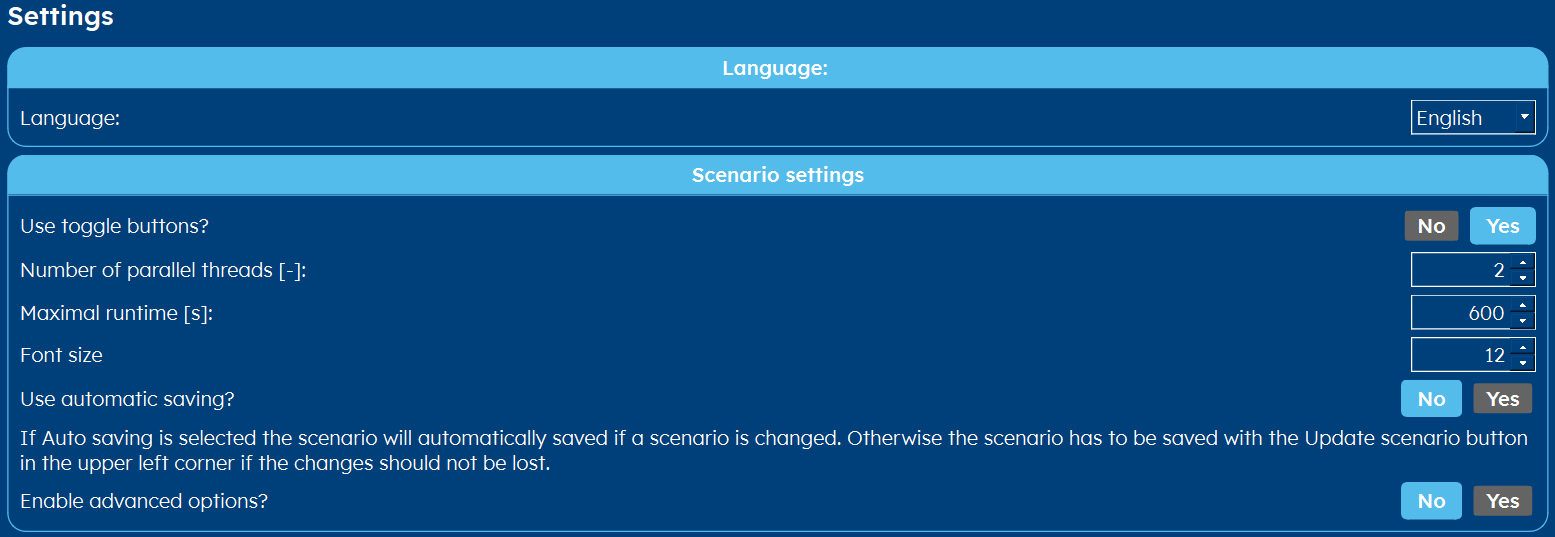 Settings
Language:
Language: English
Scenario settings
Use toggle buttons? No Yes
Number of parallel threads [-]: 2
Maximal runtime [s]: 600
Font size 12
Use automatic saving? No Yes
If Auto saving is selected the scenario will automatically saved if a scenario is changed. Otherwise the scenario has to be saved with the Update scenario button
in the upper left corner if the changes should not be lost.
Enable advanced options? No Yes